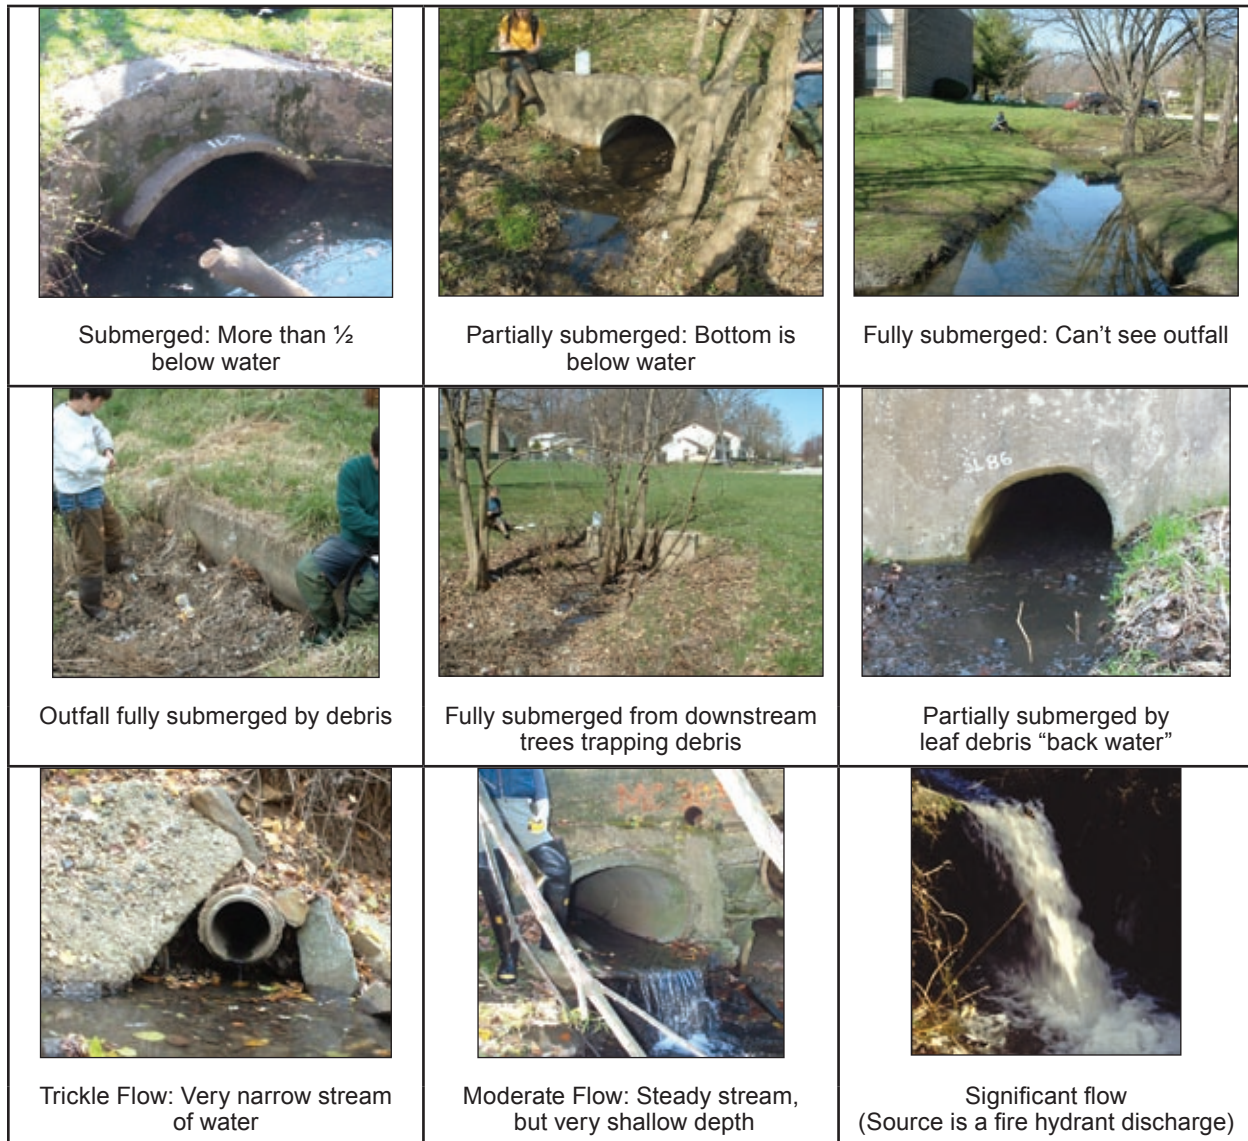 Submerged: More than ½
below water
Partially submerged: Bottom is
below water
Fully submerged: Can’t see outfall
SL86
Outfall fully submerged by debris
Fully submerged from downstream
trees trapping debris
Partially submerged by
leaf debris “back water”
Trickle Flow: Very narrow stream
of water
Moderate Flow: Steady stream,
but very shallow depth
Significant flow
(Source is a fire hydrant discharge)